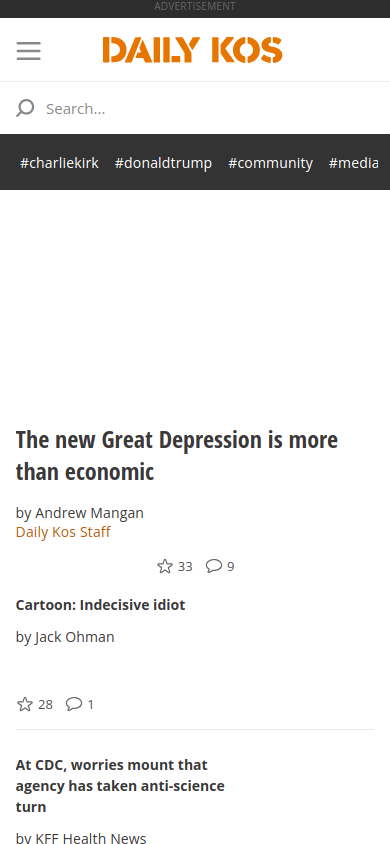 ADVERTISEMENT
DAILY KOS
Search...
#charliekirk #donaldtrump #community #media
The new Great Depression is more
than economic
by Andrew Mangan
Daily Kos Staff
33 9
Cartoon: Indecisive idiot
by Jack Ohman
28 1
At CDC, worries mount that
agency has taken anti-science
turn
by KFF Health News